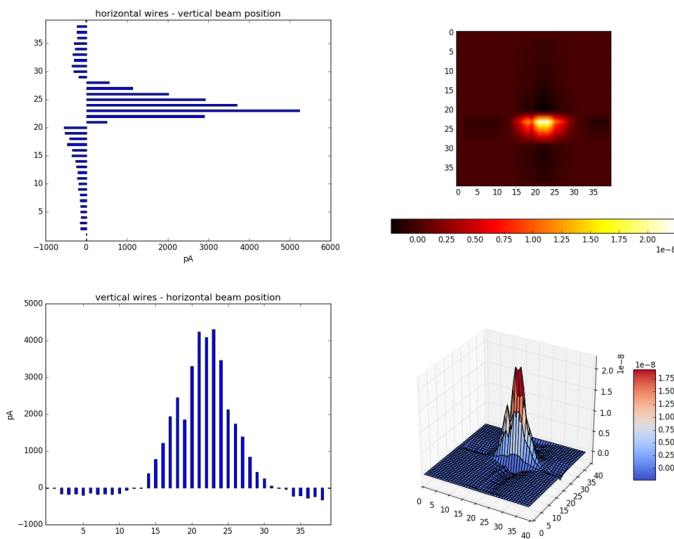 horizontal wires - vertical beam position
35
30
25
20
15
10
5
−1000 0 1000 2000 3000 4000 5000 6000
pA
0
5
10
15
20
25
30
35
0 5 10 15 20 25 30 35
0.00 0.25 0.50 0.75 1.00 1.25 1.50 1.75 2.00
1e−8
vertical wires - horizontal beam position
5000
4000
3000
2000
1000
0
−1000
pA
5 10 15 20 25 30 35
1e−8
2.0
1.5
1.0
0.5
0.0
0 5 10 15 20 25 30 35 40
0 5 10 15 20 25 30 35 40
1e−8
1.75
1.50
1.25
1.00
0.75
0.50
0.25
0.00